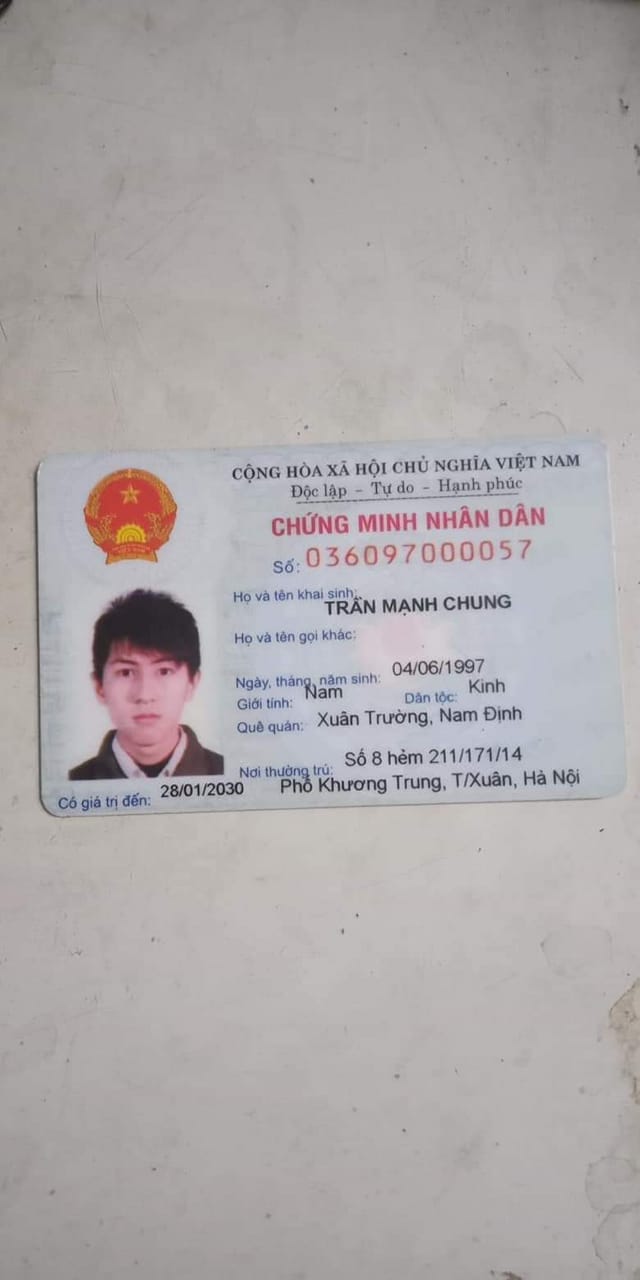 CỘNG HÒA XÃ HỘI CHỦ NGHĨA VIỆT NAM
Độc lập - Tự do - Hạnh phúc
CHỨNG MINH NHÂN DÂN
Số: 036097000057
Họ và tên khai sinh:
TRẦN MẠNH CHUNG
Họ và tên gọi khác:
Ngày, tháng, năm sinh: 04/06/1997
Giới tính: Nam Dân tộc: Kinh
Quê quán: Xuân Trường, Nam Định
Nơi thường trú: Số 8 hẻm 211/171/14
Phố Khương Trung, T/Xuân, Hà Nội
Có giá trị đến: 28/01/2030